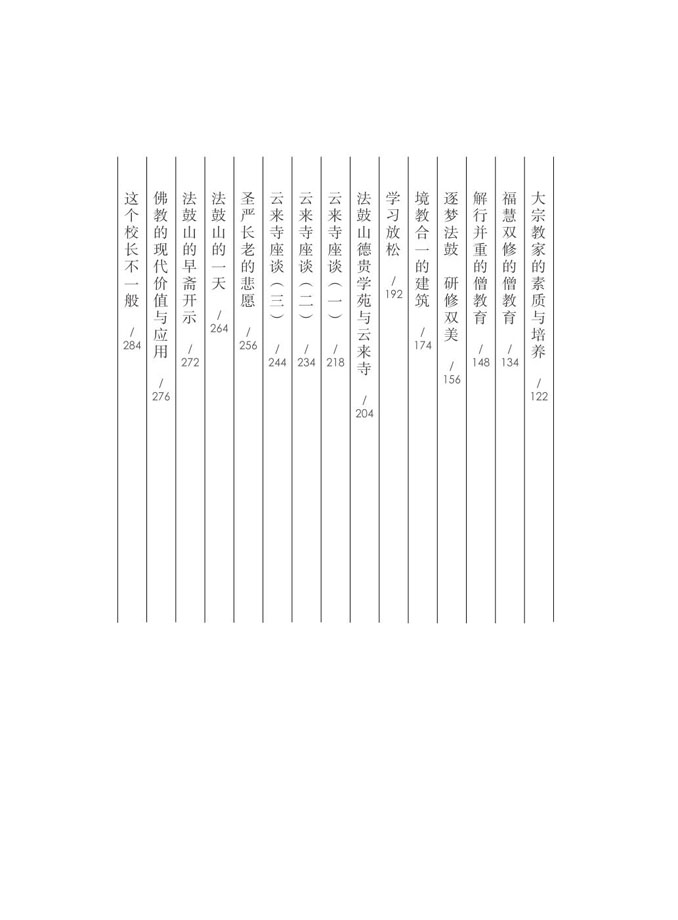 大宗教家的素质与培养 / 122
福慧双修的僧教育 / 134
解行并重的僧教育 / 148
逐梦法鼓 研修双美 / 156
境教合一的建筑 / 174
学习放松 / 192
法鼓山德贵学苑与云来寺 / 204
云来寺座谈（一） / 218
云来寺座谈（二） / 234
云来寺座谈（三） / 244
圣严长老的悲愿 / 256
法鼓山的一天 / 264
法鼓山的早斋开示 / 272
佛教的现代价值与应用 / 276
这个校长不一般 / 284